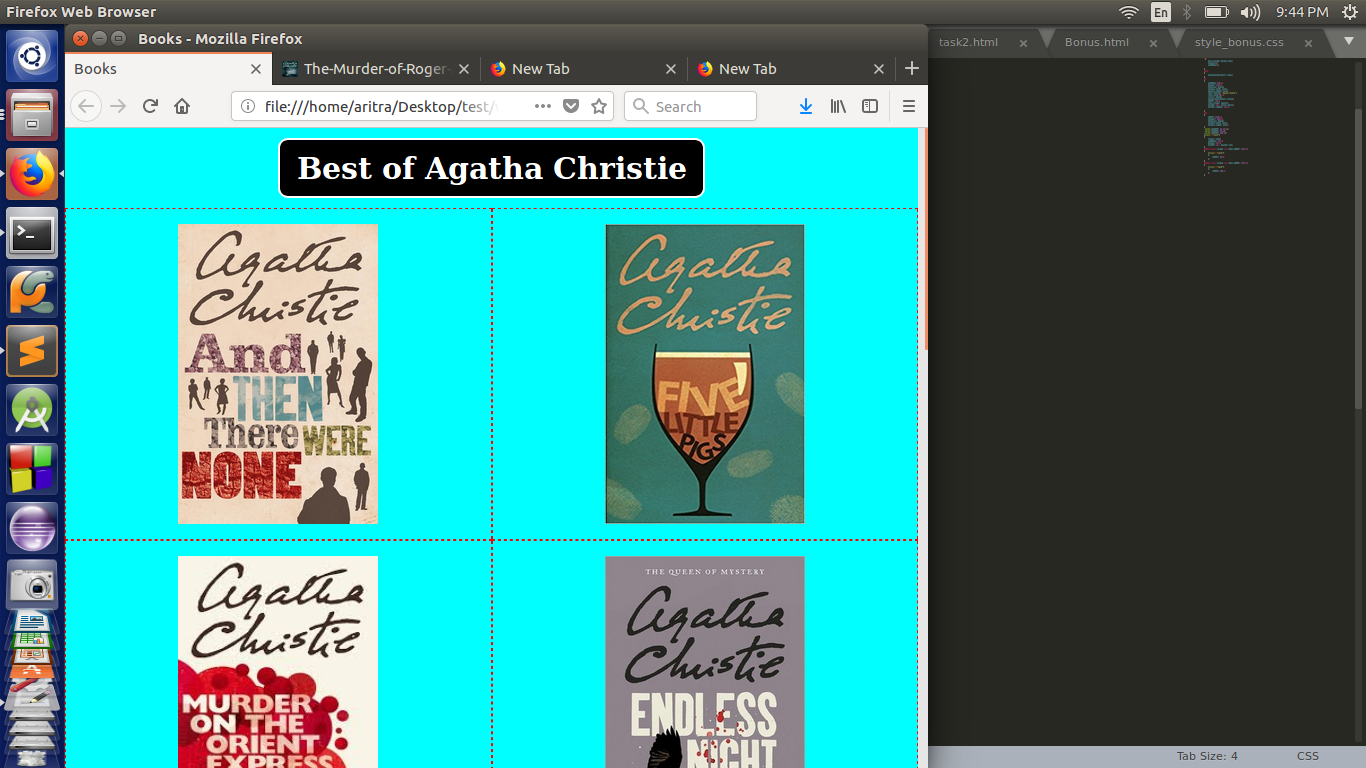 Firefox Web Browser
En
9:44 PM
Books - Mozilla Firefox
task2.html
Bonus.html
style_bonus.css
Books
The-Murder-of-Roger-
New Tab
New Tab
file:///home/aritra/Desktop/test/
Search
Best of Agatha Christie
Agatha
Christie
And
THEN
There WERE
NONE
Agatha
Christie
FIVE
LITTLE
PIGS
Agatha
Christie
MURDER
ON THE
ORIENT
EXPRESS
THE QUEEN OF MYSTERY
Agatha
Christie
ENDLESS
NIGHT
Tab Size: 4
CSS